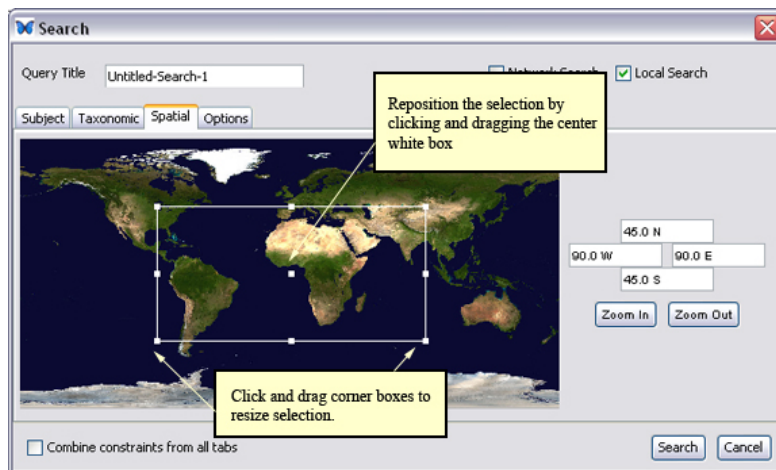 Search
Query Title
Untitled-Search-1
Local Search
Reposition the selection by
clicking and dragging the center
white box
Subject
Taxonomic
Spatial
Options
45.0 N
90.0 W
90.0 E
45.0 S
Zoom In
Zoom Out
Click and drag corner boxes to
resize selection.
Combine constraints from all tabs
Search
Cancel